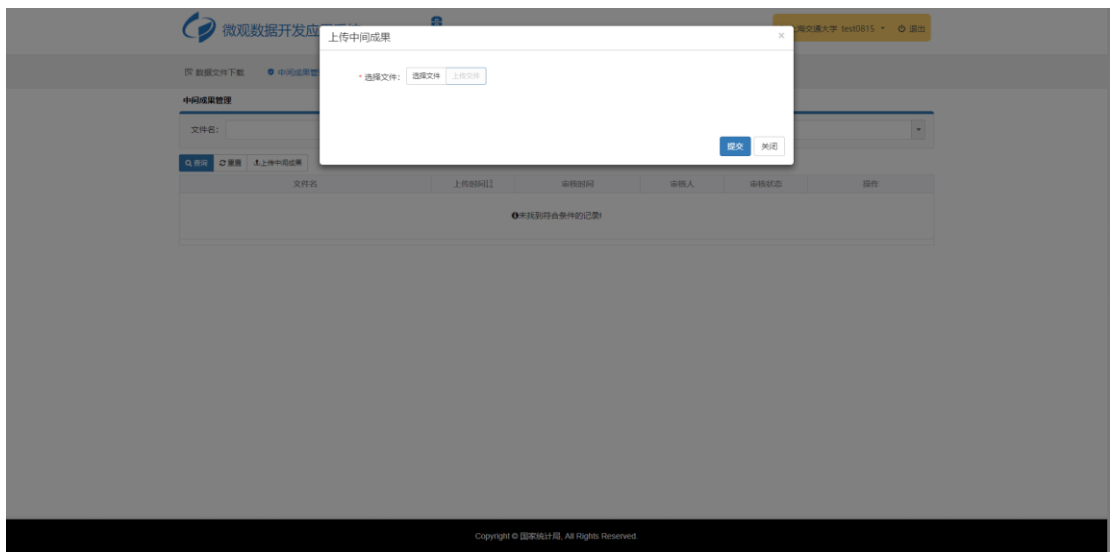 微观数据开发应
海交通大学 test0815 退出
上传中间成果 ×
数据文件下载 中间成果管
* 选择文件: 选择文件 上传文件
中间成果管理
文件名:
提交 关闭
查询 重置 上传中间成果
文件名 上传时间 审核时间 审核人 审核状态 操作
未找到符合条件的记录!
Copyright © 国家统计局, All Rights Reserved.